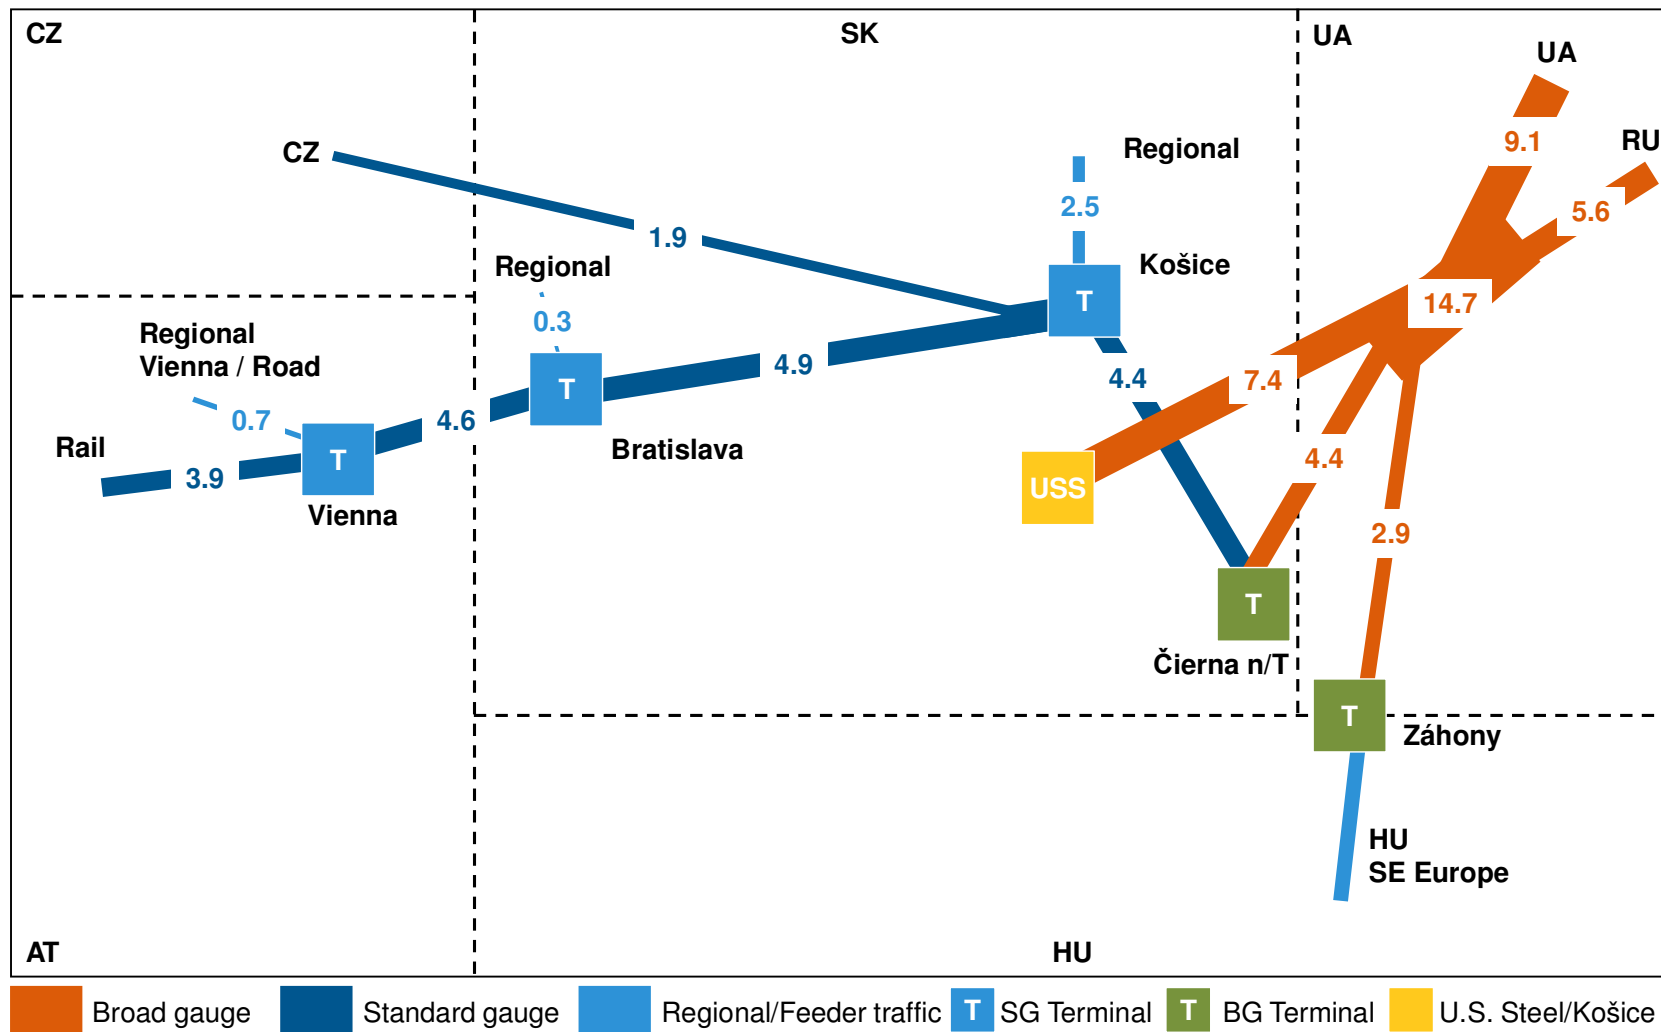 CZ
SK
UA
UA
9.1
RU
CZ
Regional
5.6
2.5
1.9
Regional
Košice
T
14.7
0.3
Regional
Vienna / Road
4.9
4.4
7.4
T
0.7
4.6
Rail
Bratislava
T
3.9
4.4
USS
Vienna
2.9
T
Čierna n/T
T
Záhony
HU
SE Europe
AT
HU
Broad gauge
Standard gauge
Regional/Feeder traffic
T SG Terminal
T BG Terminal
U.S. Steel/Košice